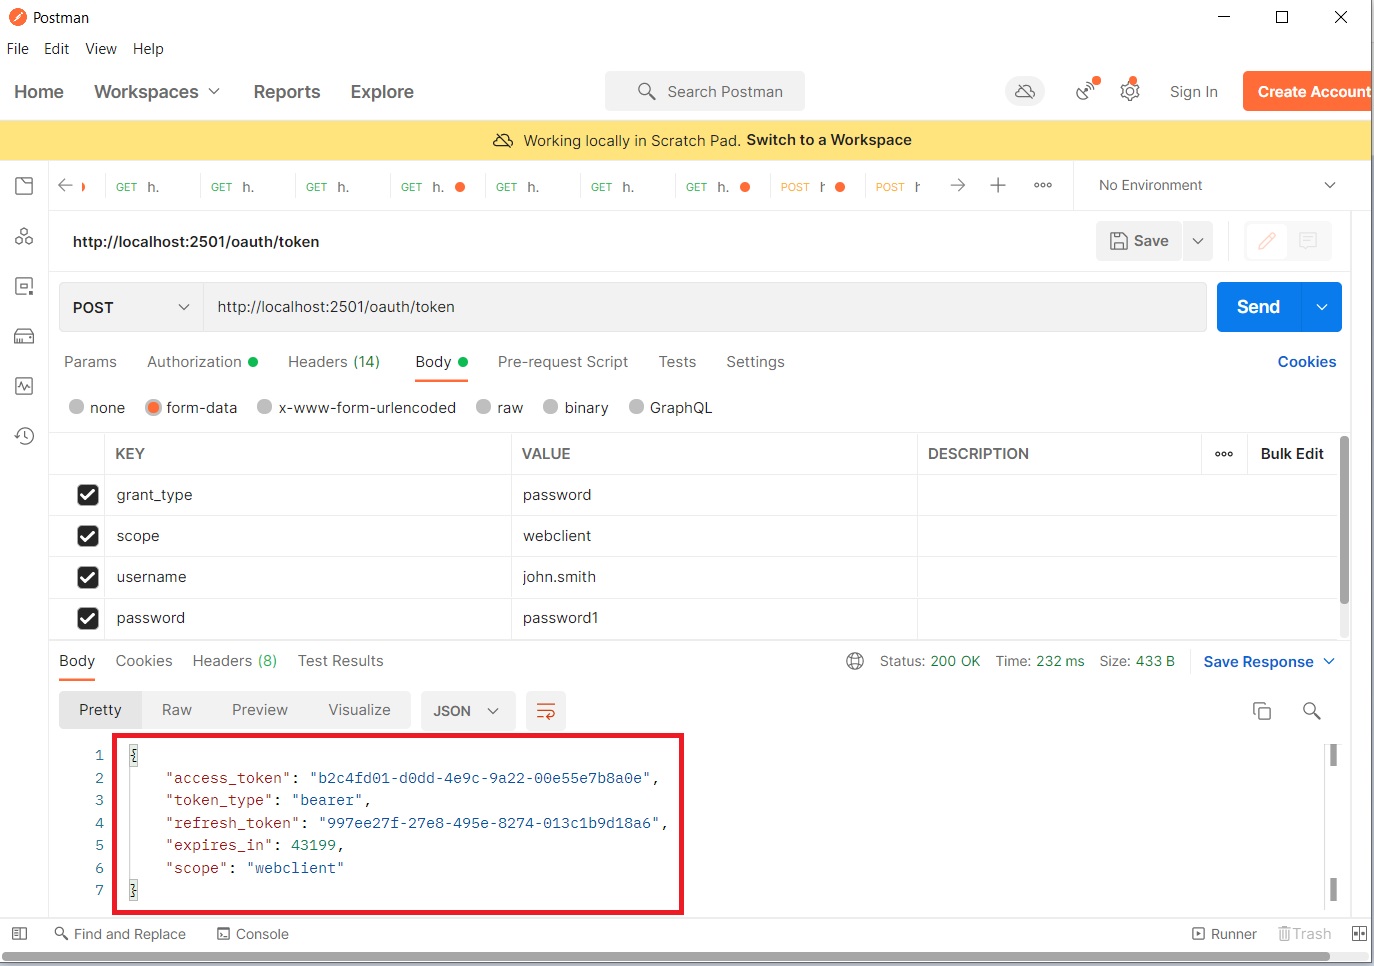 Postman
File Edit View Help
Home Workspaces Reports Explore Search Postman Sign In Create Account
Working locally in Scratch Pad. Switch to a Workspace
GET h. GET h. GET h. GET h. GET h. GET h. GET h. POST h POST h No Environment
http://localhost:2501/oauth/token Save
POST http://localhost:2501/oauth/token Send
Params Authorization Headers (14) Body Pre-request Script Tests Settings Cookies
none form-data x-www-form-urlencoded raw binary GraphQL
KEY VALUE DESCRIPTION Bulk Edit
grant_type password
scope webclient
username john.smith
password password1
Body Cookies Headers (8) Test Results Status: 200 OK Time: 232 ms Size: 433 B Save Response
Pretty Raw Preview Visualize JSON
1 {
2 "access_token": "b2c4fd01-d0dd-4e9c-9a22-00e55e7b8a0e",
3 "token_type": "bearer",
4 "refresh_token": "997ee27f-27e8-495e-8274-013c1b9d18a6",
5 "expires_in": 43199,
6 "scope": "webclient"
7 }
Find and Replace Console Runner Trash